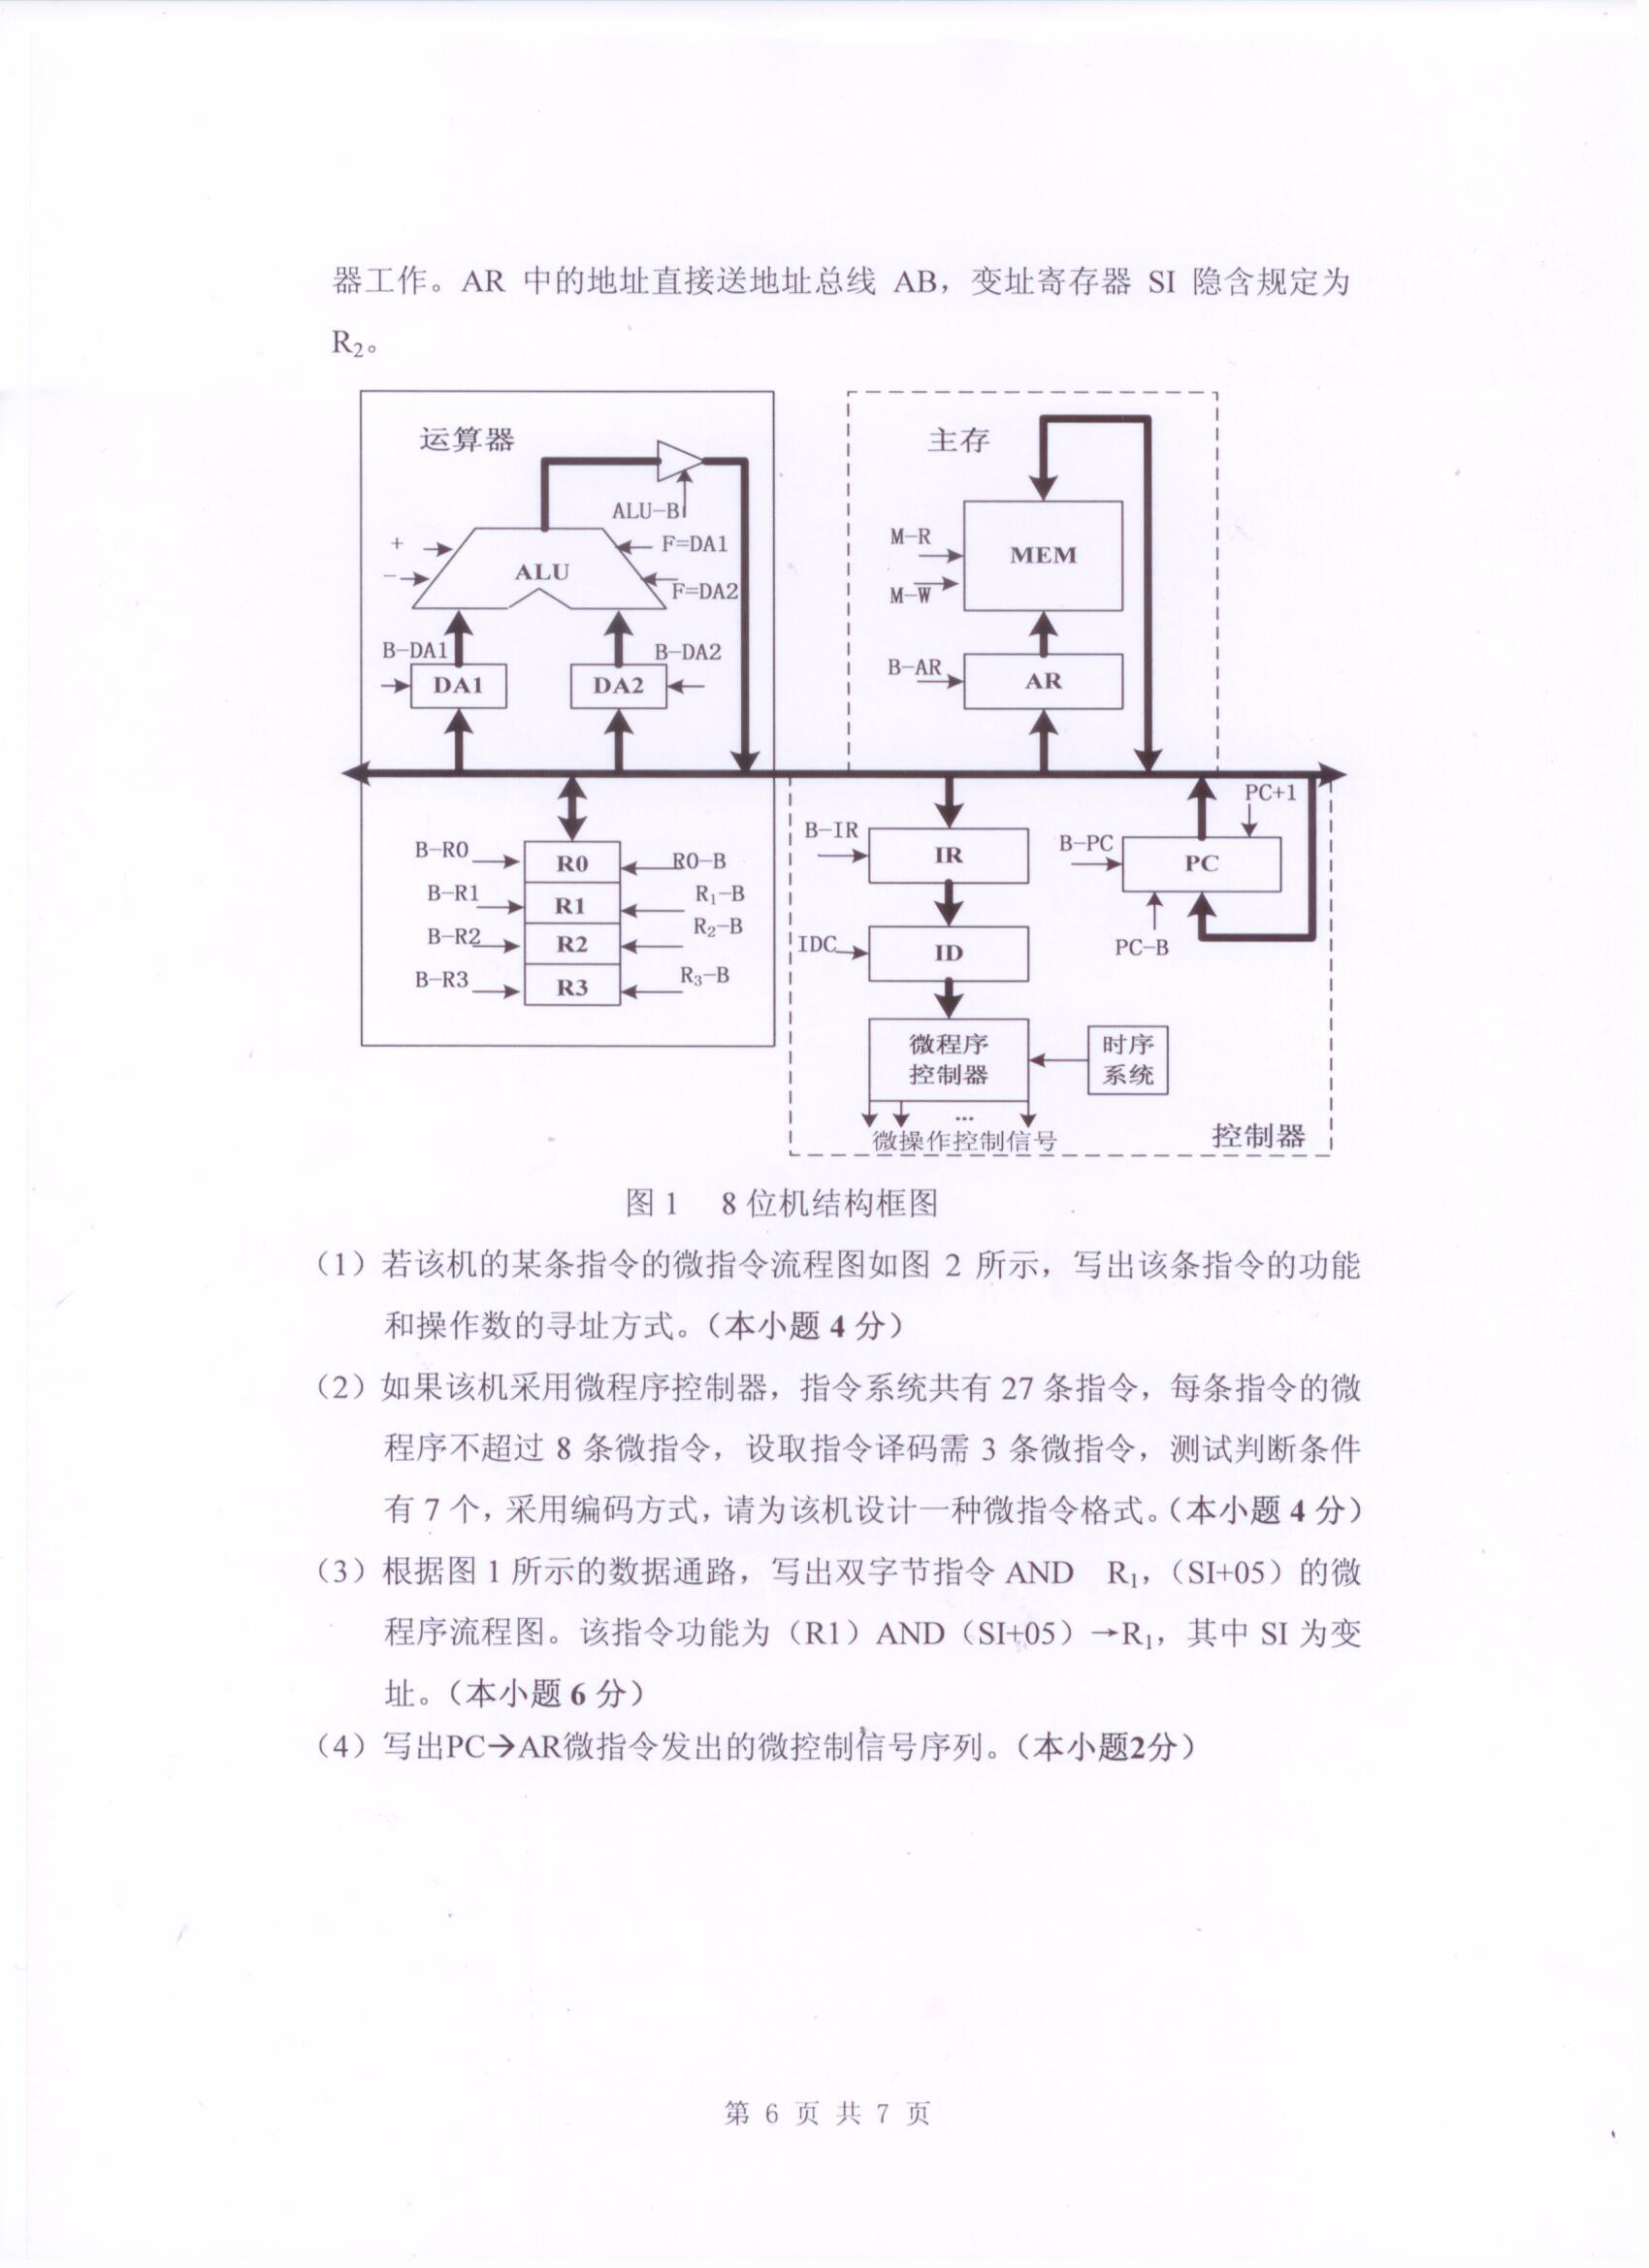 器工作。AR 中的地址直接送地址总线 AB，变址寄存器 SI 隐含规定为
R₂。
运算器
主存
ALU-B
M-R
+
F=DA1
MEM
ALU
−
F=DA2
M-W
B-DA1
B-DA2
B-AR
DA1
DA2
AR
PC+1
B-IR
B-PC
B-R0
R0
R0-B
IR
PC
B-R1
R1
R₁-B
B-R2
R2
R₂-B
IDC
ID
PC-B
B-R3
R3
R₃-B
微程序
控制器
时序
系统
...
微操作控制信号
控制器
图 1 8 位机结构框图
（1）若该机的某条指令的微指令流程图如图 2 所示，写出该条指令的功能
和操作数的寻址方式。（本小题 4 分）
（2）如果该机采用微程序控制器，指令系统共有 27 条指令，每条指令的微
程序不超过 8 条微指令，设取指令译码需 3 条微指令，测试判断条件
有 7 个，采用编码方式，请为该机设计一种微指令格式。（本小题 4 分）
（3）根据图 1 所示的数据通路，写出双字节指令 AND R₁，（SI+05）的微
程序流程图。该指令功能为（R1）AND（SI+05）→R₁，其中 SI 为变
址。（本小题 6 分）
（4）写出PC→AR微指令发出的微控制信号序列。（本小题2分）
第 6 页 共 7 页